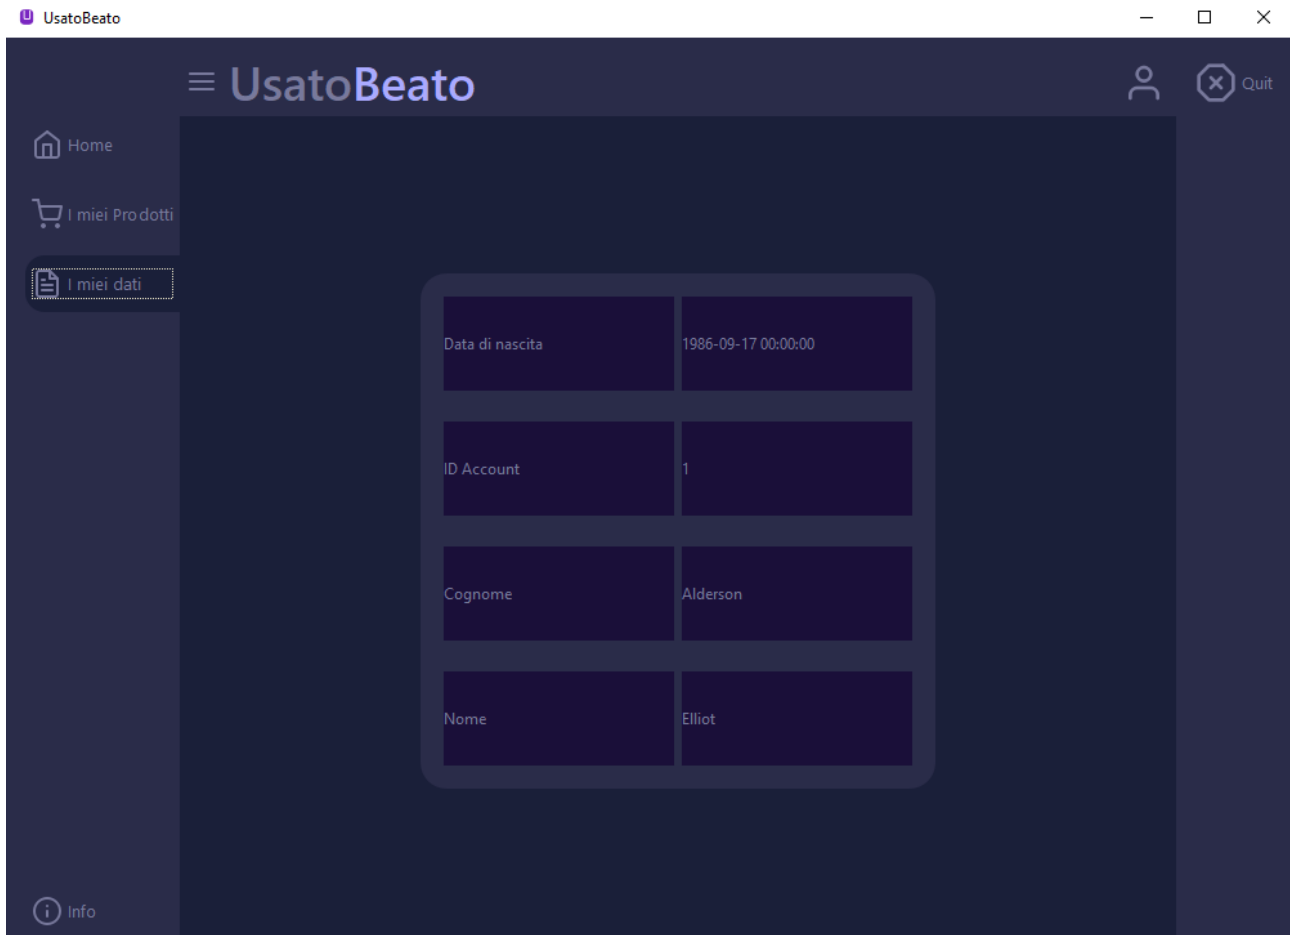 UsatoBeato
UsatoBeato
Quit
Home
I miei Prodotti
I miei dati
Data di nascita 1986-09-17 00:00:00
ID Account 1
Cognome Alderson
Nome Elliot
Info